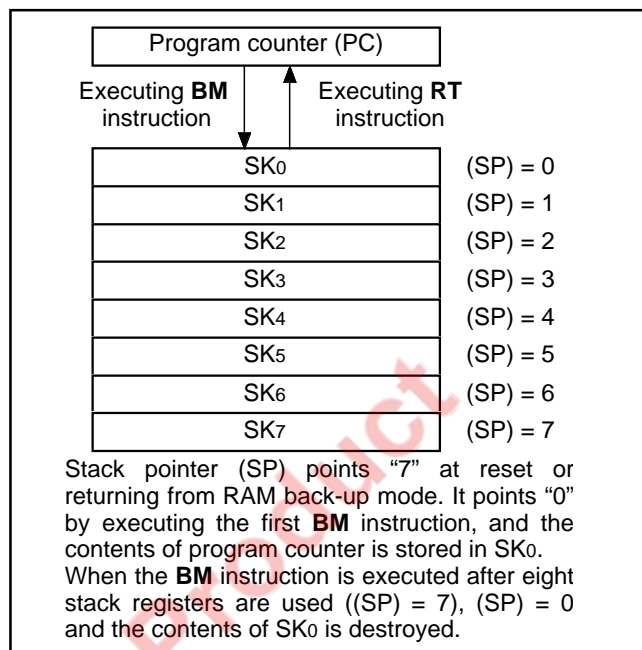 Program counter (PC)
Executing BM instruction
Executing RT instruction
SK0 (SP) = 0
SK1 (SP) = 1
SK2 (SP) = 2
SK3 (SP) = 3
SK4 (SP) = 4
SK5 (SP) = 5
SK6 (SP) = 6
SK7 (SP) = 7
Stack pointer (SP) points “7” at reset or
returning from RAM back-up mode. It points “0”
by executing the first BM instruction, and the
contents of program counter is stored in SK0.
When the BM instruction is executed after eight
stack registers are used ((SP) = 7), (SP) = 0
and the contents of SK0 is destroyed.
Product